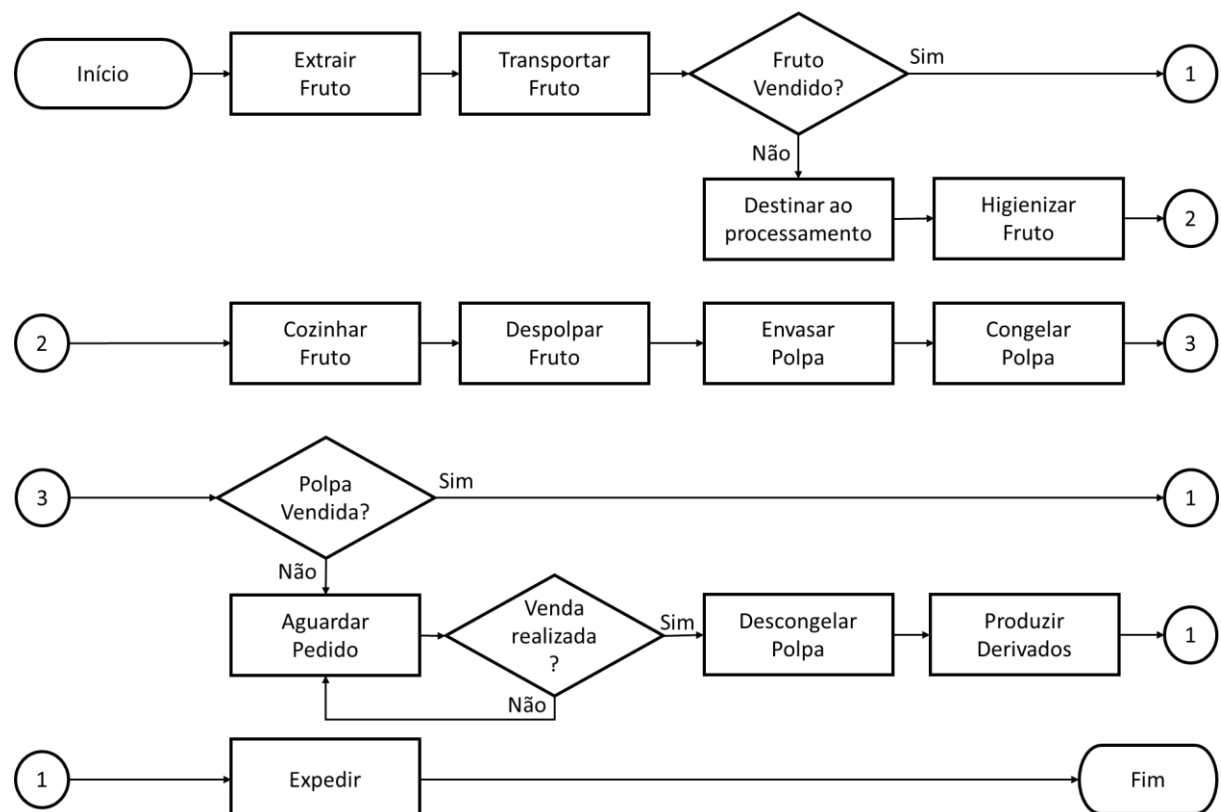 Início
Extrair
Fruto
Transportar
Fruto
Fruto
Vendido?
Sim
1
Não
Destinar ao
processamento
Higienizar
Fruto
2
2
Cozinhar
Fruto
Despolpar
Fruto
Envasar
Polpa
Congelar
Polpa
3
3
Polpa
Vendida?
Sim
1
Não
Aguardar
Pedido
Venda
realizada
?
Sim
Não
Descongelar
Polpa
Produzir
Derivados
1
1
Expedir
Fim